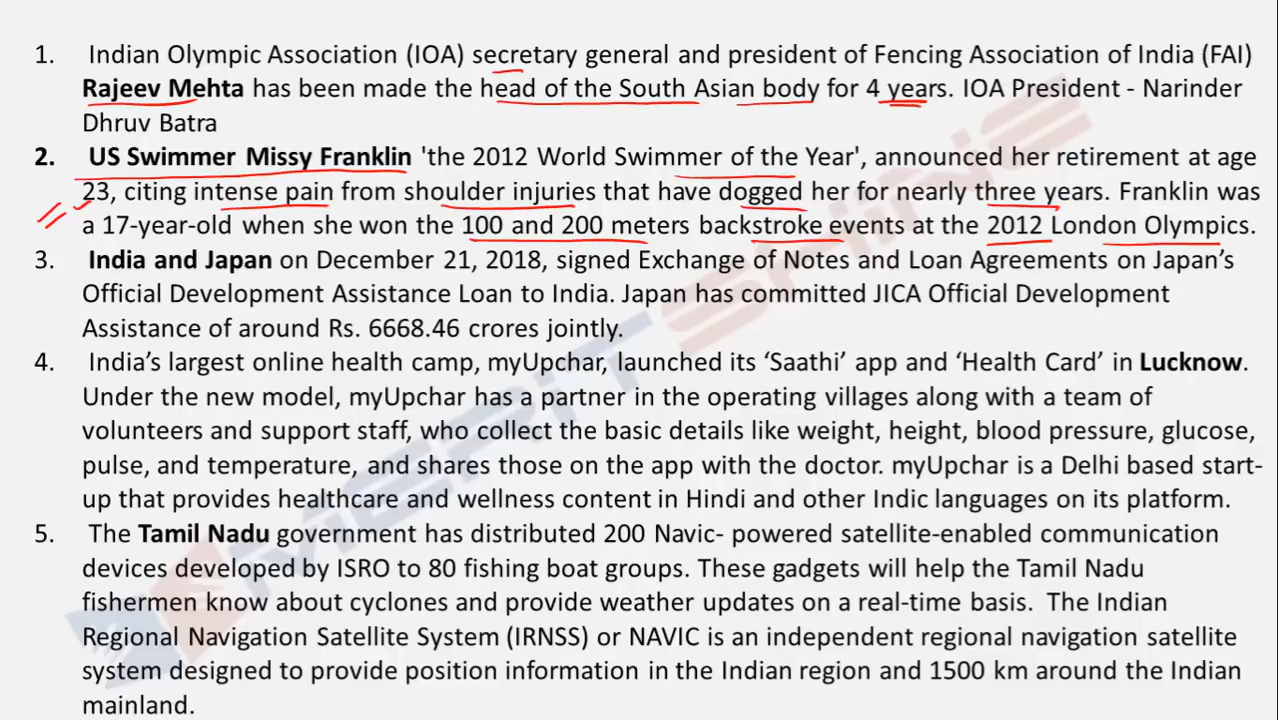 1. Indian Olympic Association (IOA) secretary general and president of Fencing Association of India (FAI)
Rajeev Mehta has been made the head of the South Asian body for 4 years. IOA President - Narinder
Dhruv Batra
2. US Swimmer Missy Franklin 'the 2012 World Swimmer of the Year', announced her retirement at age
23, citing intense pain from shoulder injuries that have dogged her for nearly three years. Franklin was
a 17-year-old when she won the 100 and 200 meters backstroke events at the 2012 London Olympics.
3. India and Japan on December 21, 2018, signed Exchange of Notes and Loan Agreements on Japan's
Official Development Assistance Loan to India. Japan has committed JICA Official Development
Assistance of around Rs. 6668.46 crores jointly.
4. India's largest online health camp, myUpchar, launched its 'Saathi' app and 'Health Card' in Lucknow.
Under the new model, myUpchar has a partner in the operating villages along with a team of
volunteers and support staff, who collect the basic details like weight, height, blood pressure, glucose,
pulse, and temperature, and shares those on the app with the doctor. myUpchar is a Delhi based start-
up that provides healthcare and wellness content in Hindi and other Indic languages on its platform.
5. The Tamil Nadu government has distributed 200 Navic- powered satellite-enabled communication
devices developed by ISRO to 80 fishing boat groups. These gadgets will help the Tamil Nadu
fishermen know about cyclones and provide weather updates on a real-time basis. The Indian
Regional Navigation Satellite System (IRNSS) or NAVIC is an independent regional navigation satellite
system designed to provide position information in the Indian region and 1500 km around the Indian
mainland.
MERIT SPIINE